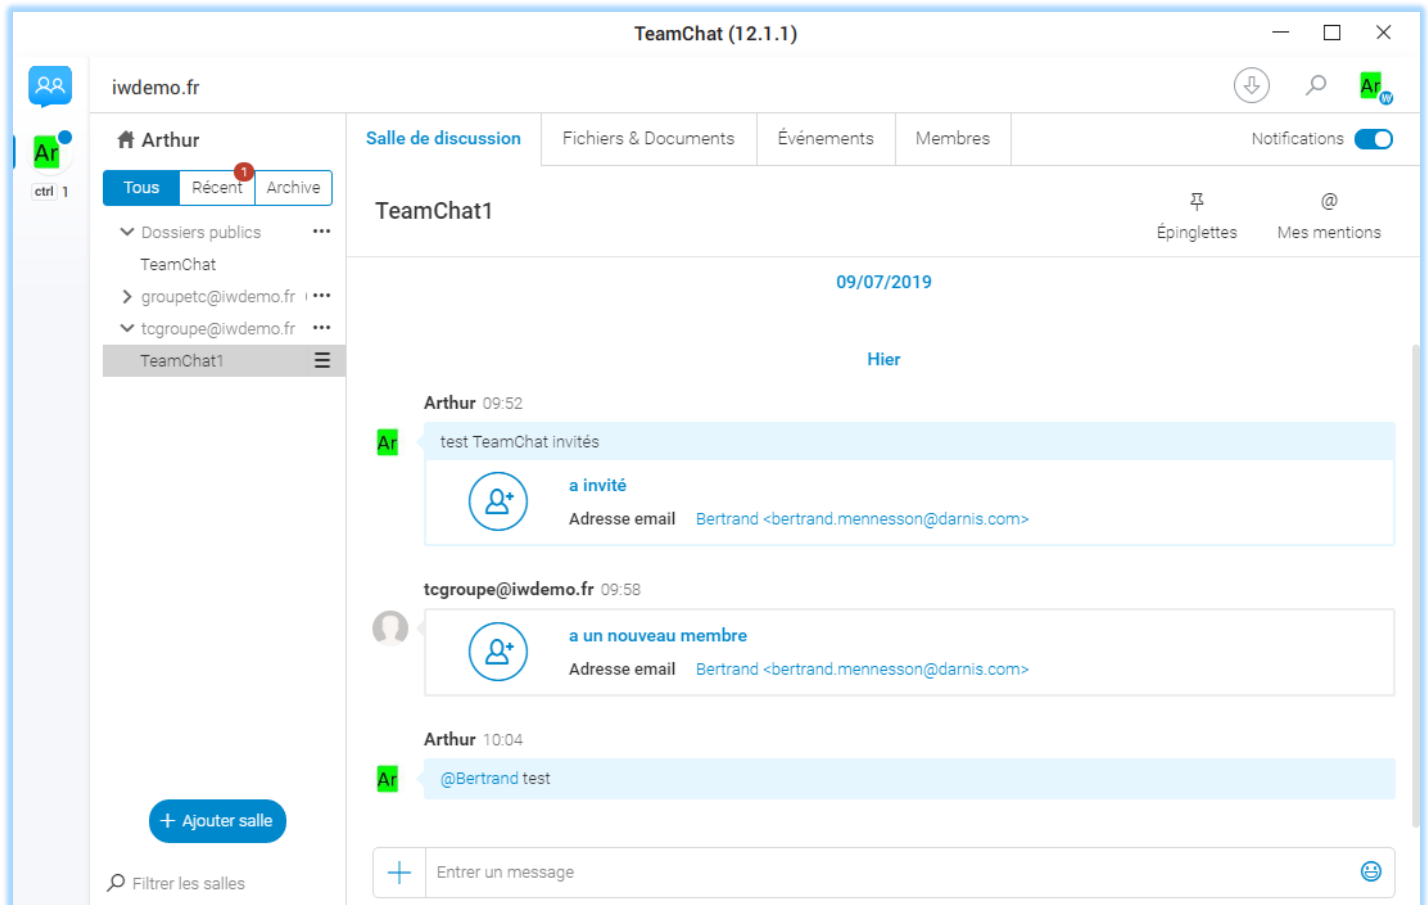 TeamChat (12.1.1)
iwdemo.fr
Ar
W
Ar
ctrl 1
Arthur
Tous
Récent
1
Archive
Dossiers publics
TeamChat
groupetc@iwdemo.fr
tcgroupe@iwdemo.fr
TeamChat1
+ Ajouter salle
Filtrer les salles
Salle de discussion
Fichiers & Documents
Événements
Membres
Notifications
TeamChat1
Épinglettes
@
Mes mentions
09/07/2019
Hier
Arthur 09:52
Ar
test TeamChat invités
a invité
Adresse email Bertrand <bertrand.mennesson@darnis.com>
tcgroupe@iwdemo.fr 09:58
a un nouveau membre
Adresse email Bertrand <bertrand.mennesson@darnis.com>
Arthur 10:04
Ar
@Bertrand test
Entrer un message